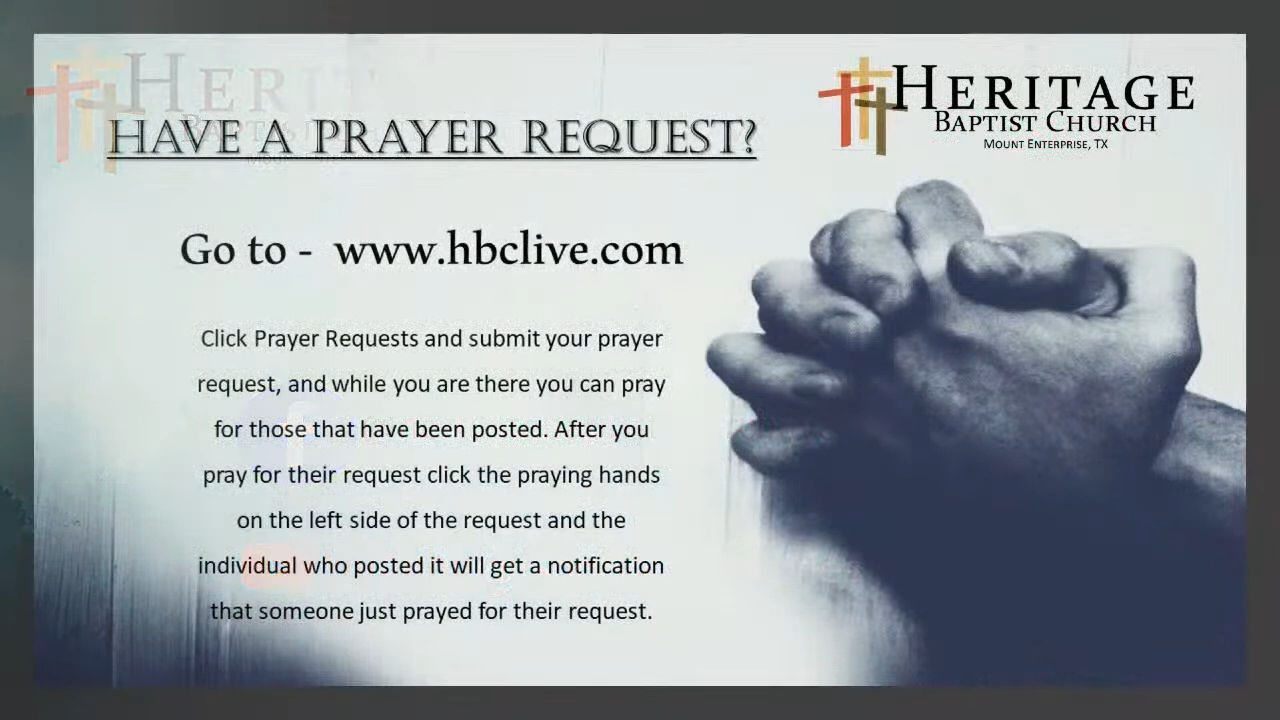 HERITAGE
BAPTIST CHURCH
MOUNT ENTERPRISE, TX
HERIT
HAVE A PRAYER REQUEST?
Go to - www.hbclive.com
Click Prayer Requests and submit your prayer
request, and while you are there you can pray
for those that have been posted. After you
pray for their request click the praying hands
on the left side of the request and the
individual who posted it will get a notification
that someone just prayed for their request.